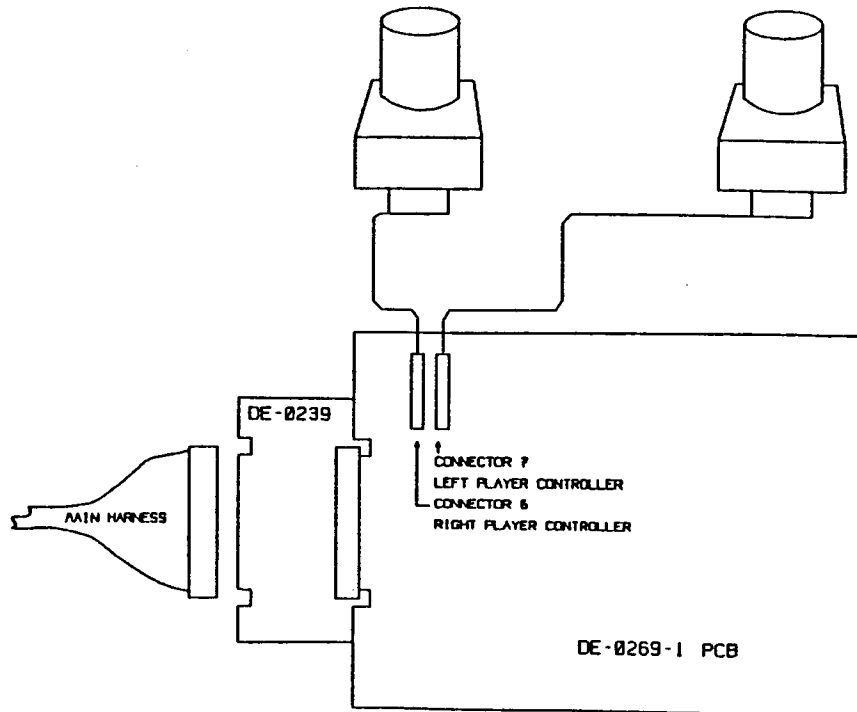 DE-0239
CONNECTOR 7
LEFT PLAYER CONTROLLER
CONNECTOR 6
RIGHT PLAYER CONTROLLER
MAIN HARNESS
DE-0269-1 PCB